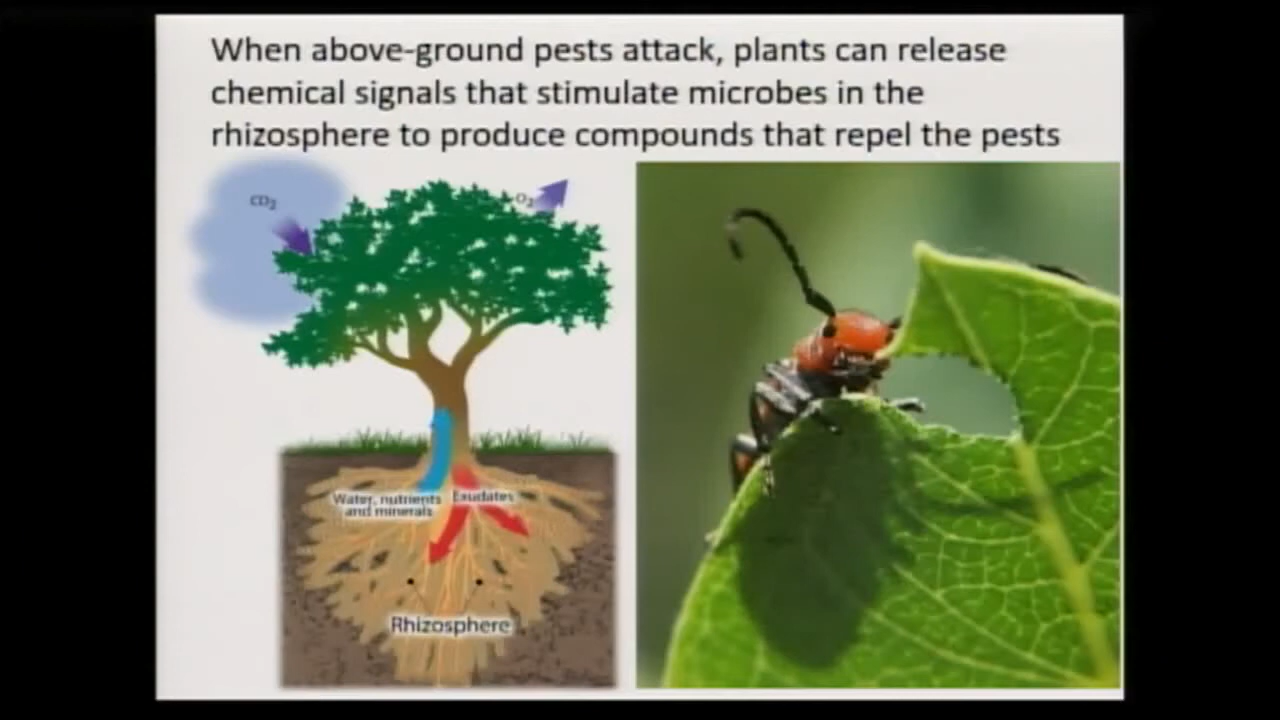 When above-ground pests attack, plants can release
chemical signals that stimulate microbes in the
rhizosphere to produce compounds that repel the pests
CO2
O2
Water, nutrients
and minerals
Exudates
Rhizosphere